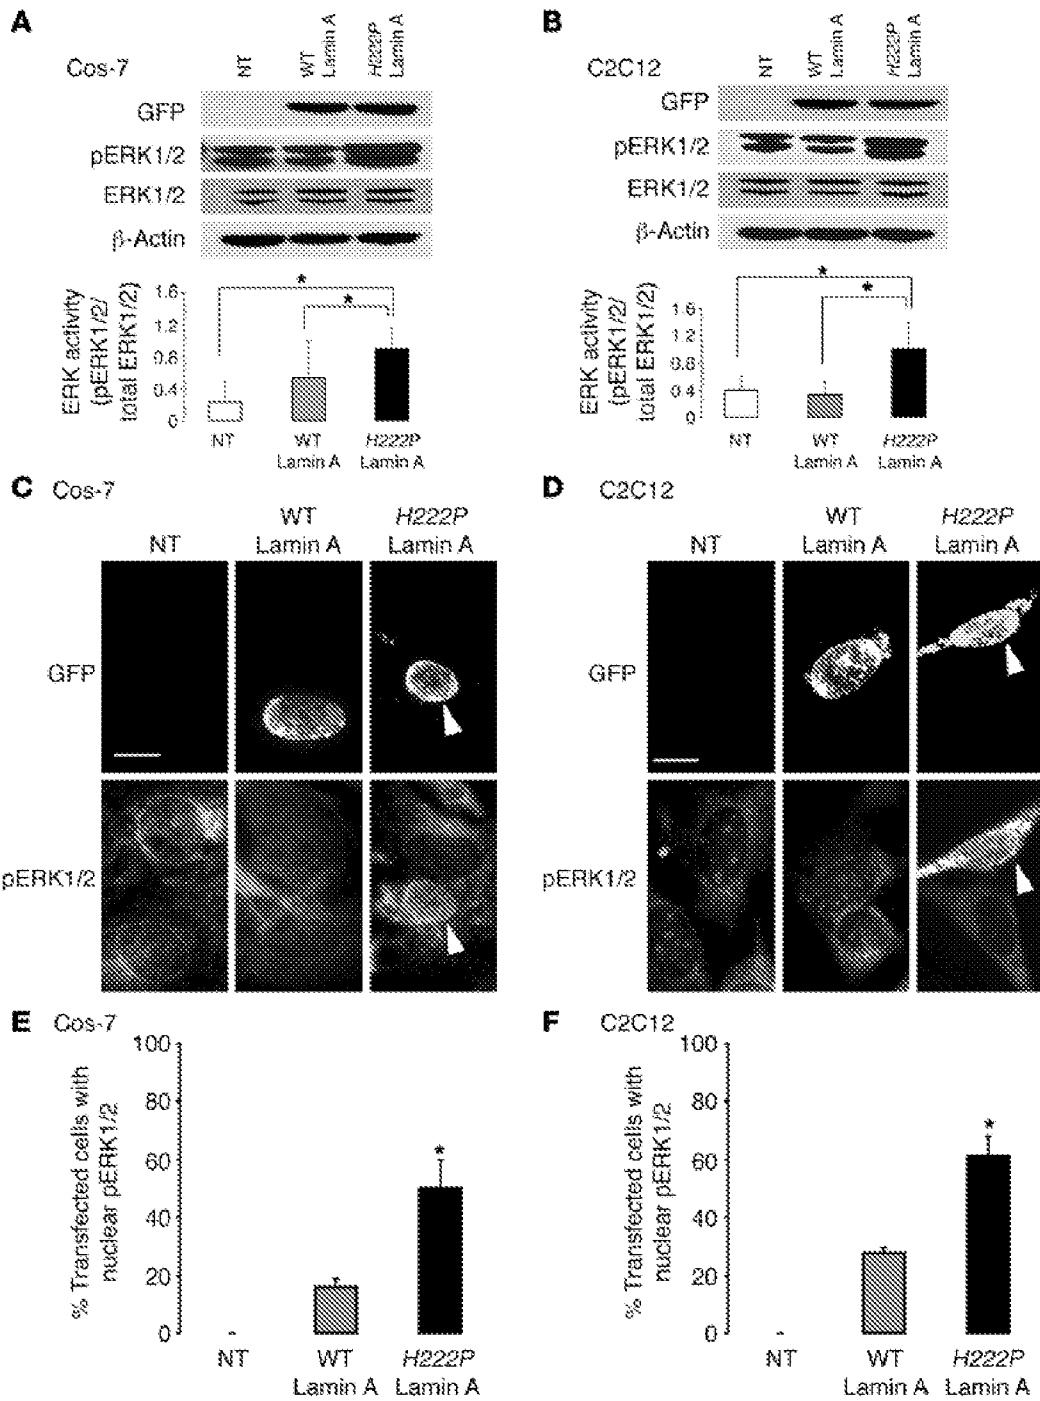 A
Cos-7
NT
WT
Lamin A
H222P
Lamin A
GFP
pERK1/2
ERK1/2
β-Actin
ERK activity
(pERK1/2/
total ERK1/2)
1.6
1.2
0.8
0.4
0
*
*
NT
WT
Lamin A
H222P
Lamin A
B
C2C12
NT
WT
Lamin A
H222P
Lamin A
GFP
pERK1/2
ERK1/2
β-Actin
ERK activity
(pERK1/2/
total ERK1/2)
1.6
1.2
0.8
0.4
0
*
*
NT
WT
Lamin A
H222P
Lamin A
C Cos-7
NT
WT
Lamin A
H222P
Lamin A
GFP
pERK1/2
D C2C12
NT
WT
Lamin A
H222P
Lamin A
GFP
pERK1/2
E Cos-7
% Transfected cells with
nuclear pERK1/2
100
80
60
40
20
0
*
NT
WT
Lamin A
H222P
Lamin A
F C2C12
% Transfected cells with
nuclear pERK1/2
100
80
60
40
20
0
*
NT
WT
Lamin A
H222P
Lamin A